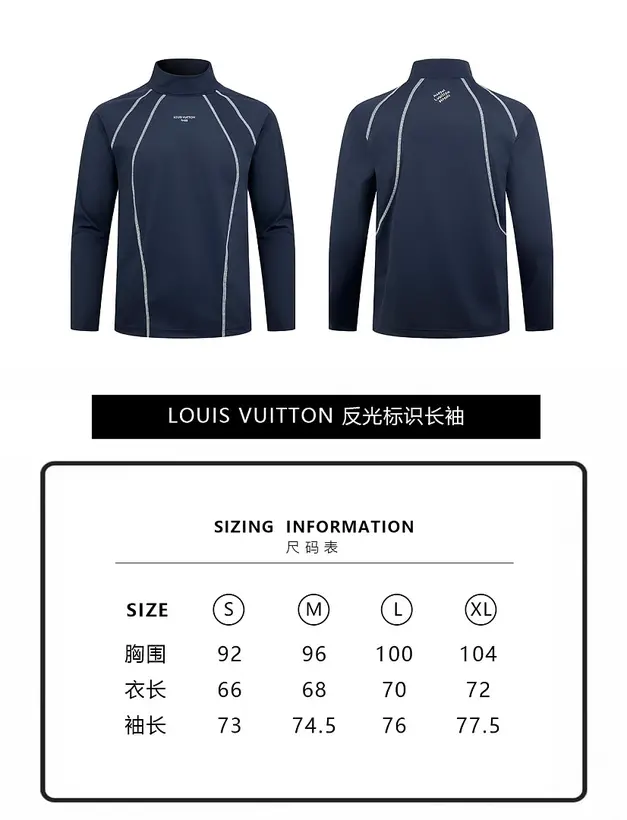 LOUIS VUITTON
LOUIS VUITTON 反光标识长袖
SIZING INFORMATION
尺码表
SIZE S M L XL
胸围 92 96 100 104
衣长 66 68 70 72
袖长 73 74.5 76 77.5